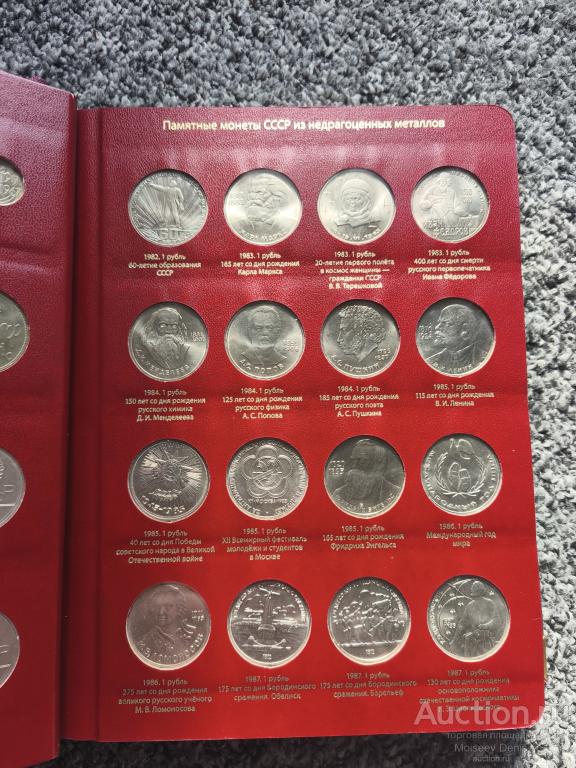 Памятные монеты СССР из недрагоценных металлов
1982. 1 рубль
60-летие образования
СССР
1983. 1 рубль
165 лет со дня рождения
Карла Маркса
1983. 1 рубль
20-летие первого полёта
в космос женщины —
гражданки СССР
В. В. Терешковой
1983. 1 рубль
400 лет со дня смерти
русского первопечатника
Ивана Фёдорова
1984. 1 рубль
150 лет со дня рождения
русского химика
Д. И. Менделеева
1984. 1 рубль
125 лет со дня рождения
русского физика
А. С. Попова
1984. 1 рубль
185 лет со дня рождения
русского поэта
А. С. Пушкина
1985. 1 рубль
115 лет со дня рождения
В. И. Ленина
1985. 1 рубль
40 лет со дня Победы
советского народа в Великой
Отечественной войне
1985. 1 рубль
XII Всемирный фестиваль
молодёжи и студентов
в Москве
1985. 1 рубль
165 лет со дня рождения
Фридриха Энгельса
1986. 1 рубль
Международный год
мира
1986. 1 рубль
275 лет со дня рождения
великого русского учёного
М. В. Ломоносова
1987. 1 рубль
175 лет со дня Бородинского
сражения. Обелиск
1987. 1 рубль
175 лет со дня Бородинского
сражения. Барельеф
1987. 1 рубль
130 лет со дня рождения
основоположника
отечественной космонавтики
К. Э. Циолковского
Auction.ru
торговая площадка
Moiseey Denis
auction.ru